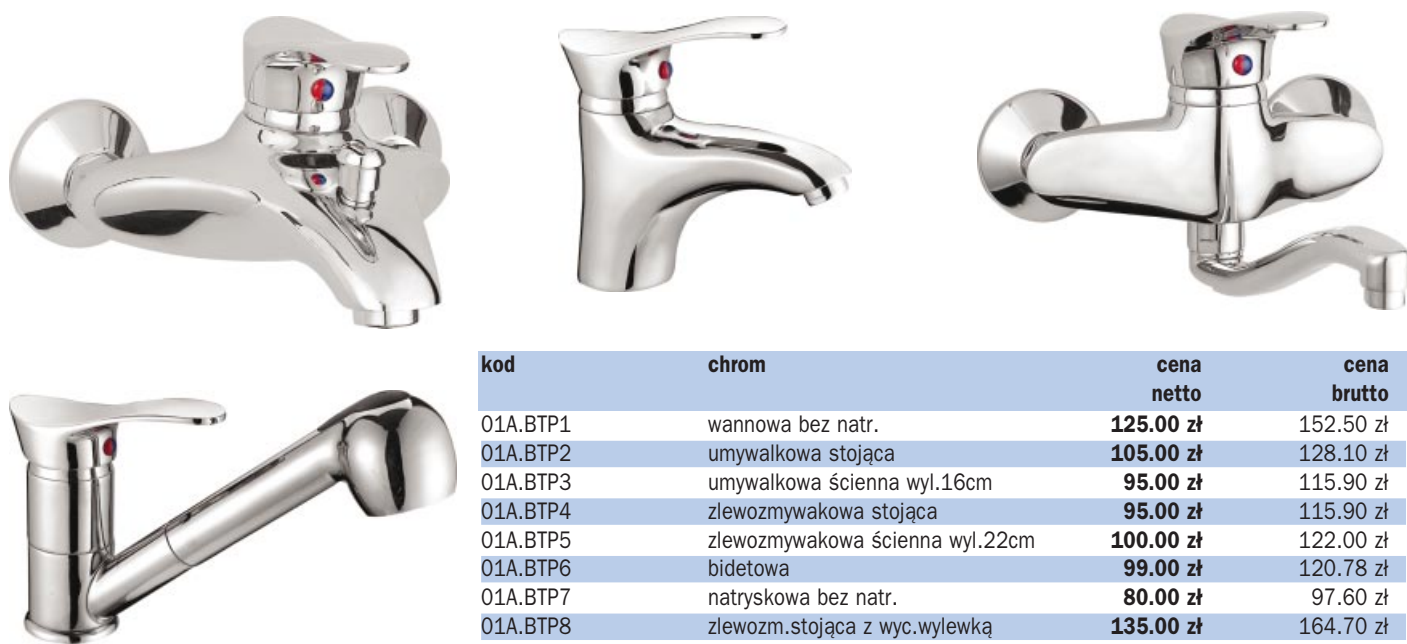 kod chrom cena cena
netto brutto
01A.BTP1 wannowa bez natr. 125.00 zł 152.50 zł
01A.BTP2 umywalkowa stojąca 105.00 zł 128.10 zł
01A.BTP3 umywalkowa ścienna wyl.16cm 95.00 zł 115.90 zł
01A.BTP4 zlewozmywakowa stojąca 95.00 zł 115.90 zł
01A.BTP5 zlewozmywakowa ścienna wyl.22cm 100.00 zł 122.00 zł
01A.BTP6 bidetowa 99.00 zł 120.78 zł
01A.BTP7 natryskowa bez natr. 80.00 zł 97.60 zł
01A.BTP8 zlewozm.stojąca z wyc.wylewką 135.00 zł 164.70 zł